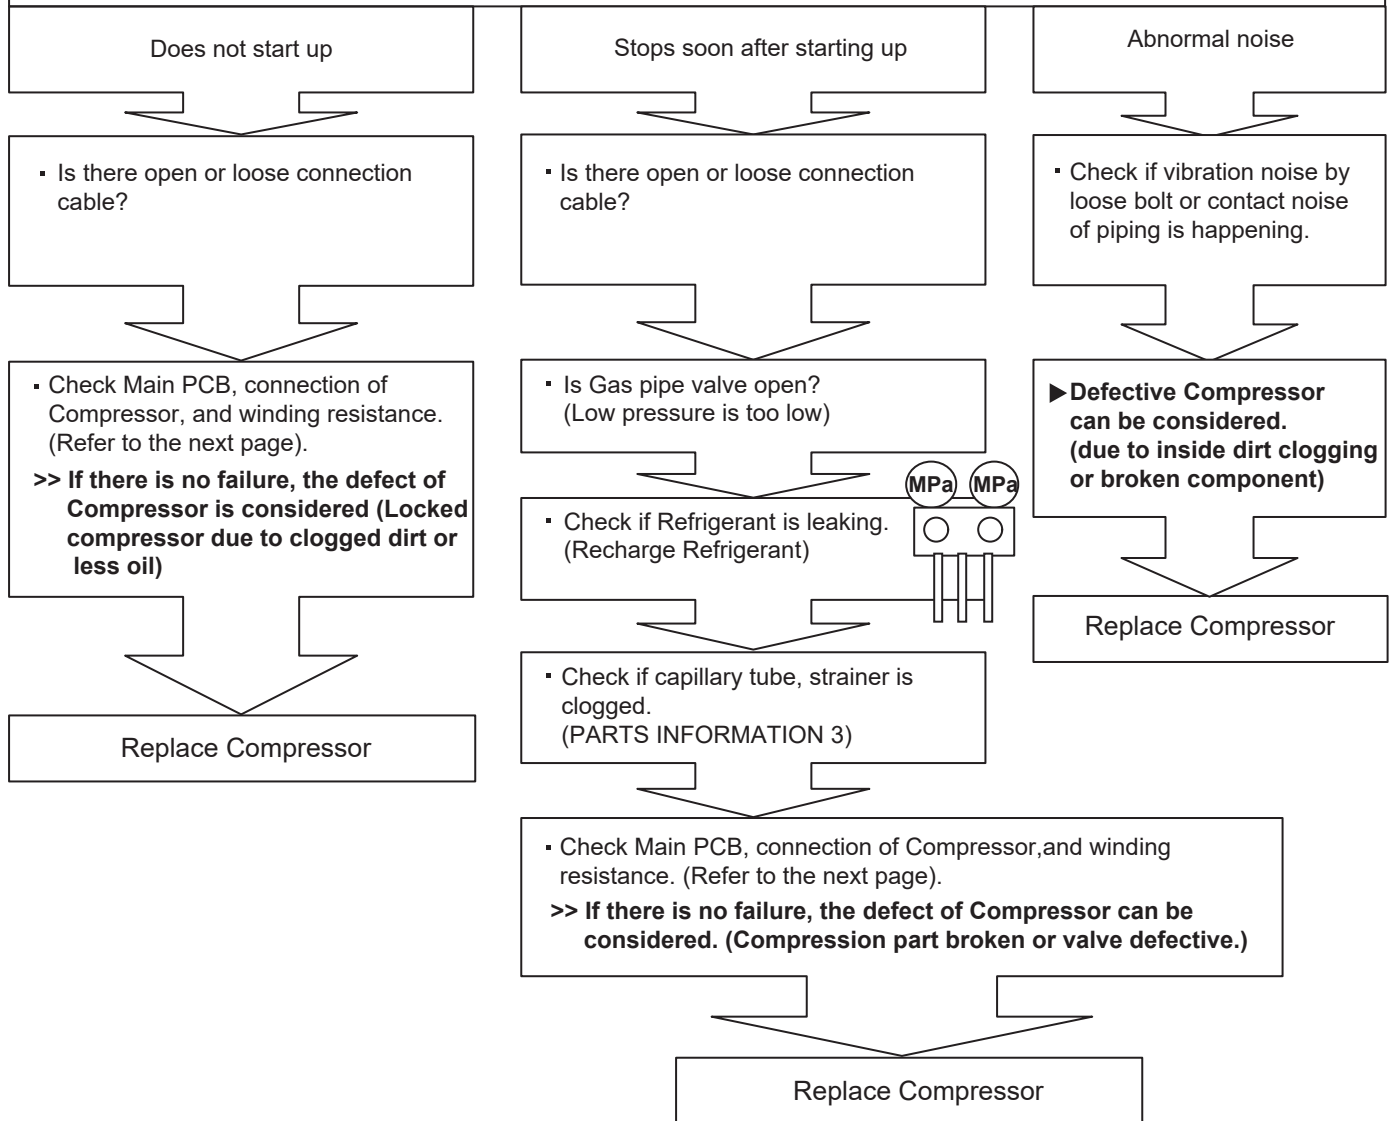 Does not start up
▪ Is there open or loose connection
cable?
▪ Check Main PCB, connection of
Compressor, and winding resistance.
(Refer to the next page).
>> If there is no failure, the defect of
Compressor is considered (Locked
compressor due to clogged dirt or
less oil)
Replace Compressor
Stops soon after starting up
▪ Is there open or loose connection
cable?
▪ Is Gas pipe valve open?
(Low pressure is too low)
▪ Check if Refrigerant is leaking.
(Recharge Refrigerant)
MPa MPa
▪ Check if capillary tube, strainer is
clogged.
(PARTS INFORMATION 3)
▪ Check Main PCB, connection of Compressor,and winding
resistance. (Refer to the next page).
>> If there is no failure, the defect of Compressor can be
considered. (Compression part broken or valve defective.)
Replace Compressor
Abnormal noise
▪ Check if vibration noise by
loose bolt or contact noise
of piping is happening.
▶Defective Compressor
can be considered.
(due to inside dirt clogging
or broken component)
Replace Compressor